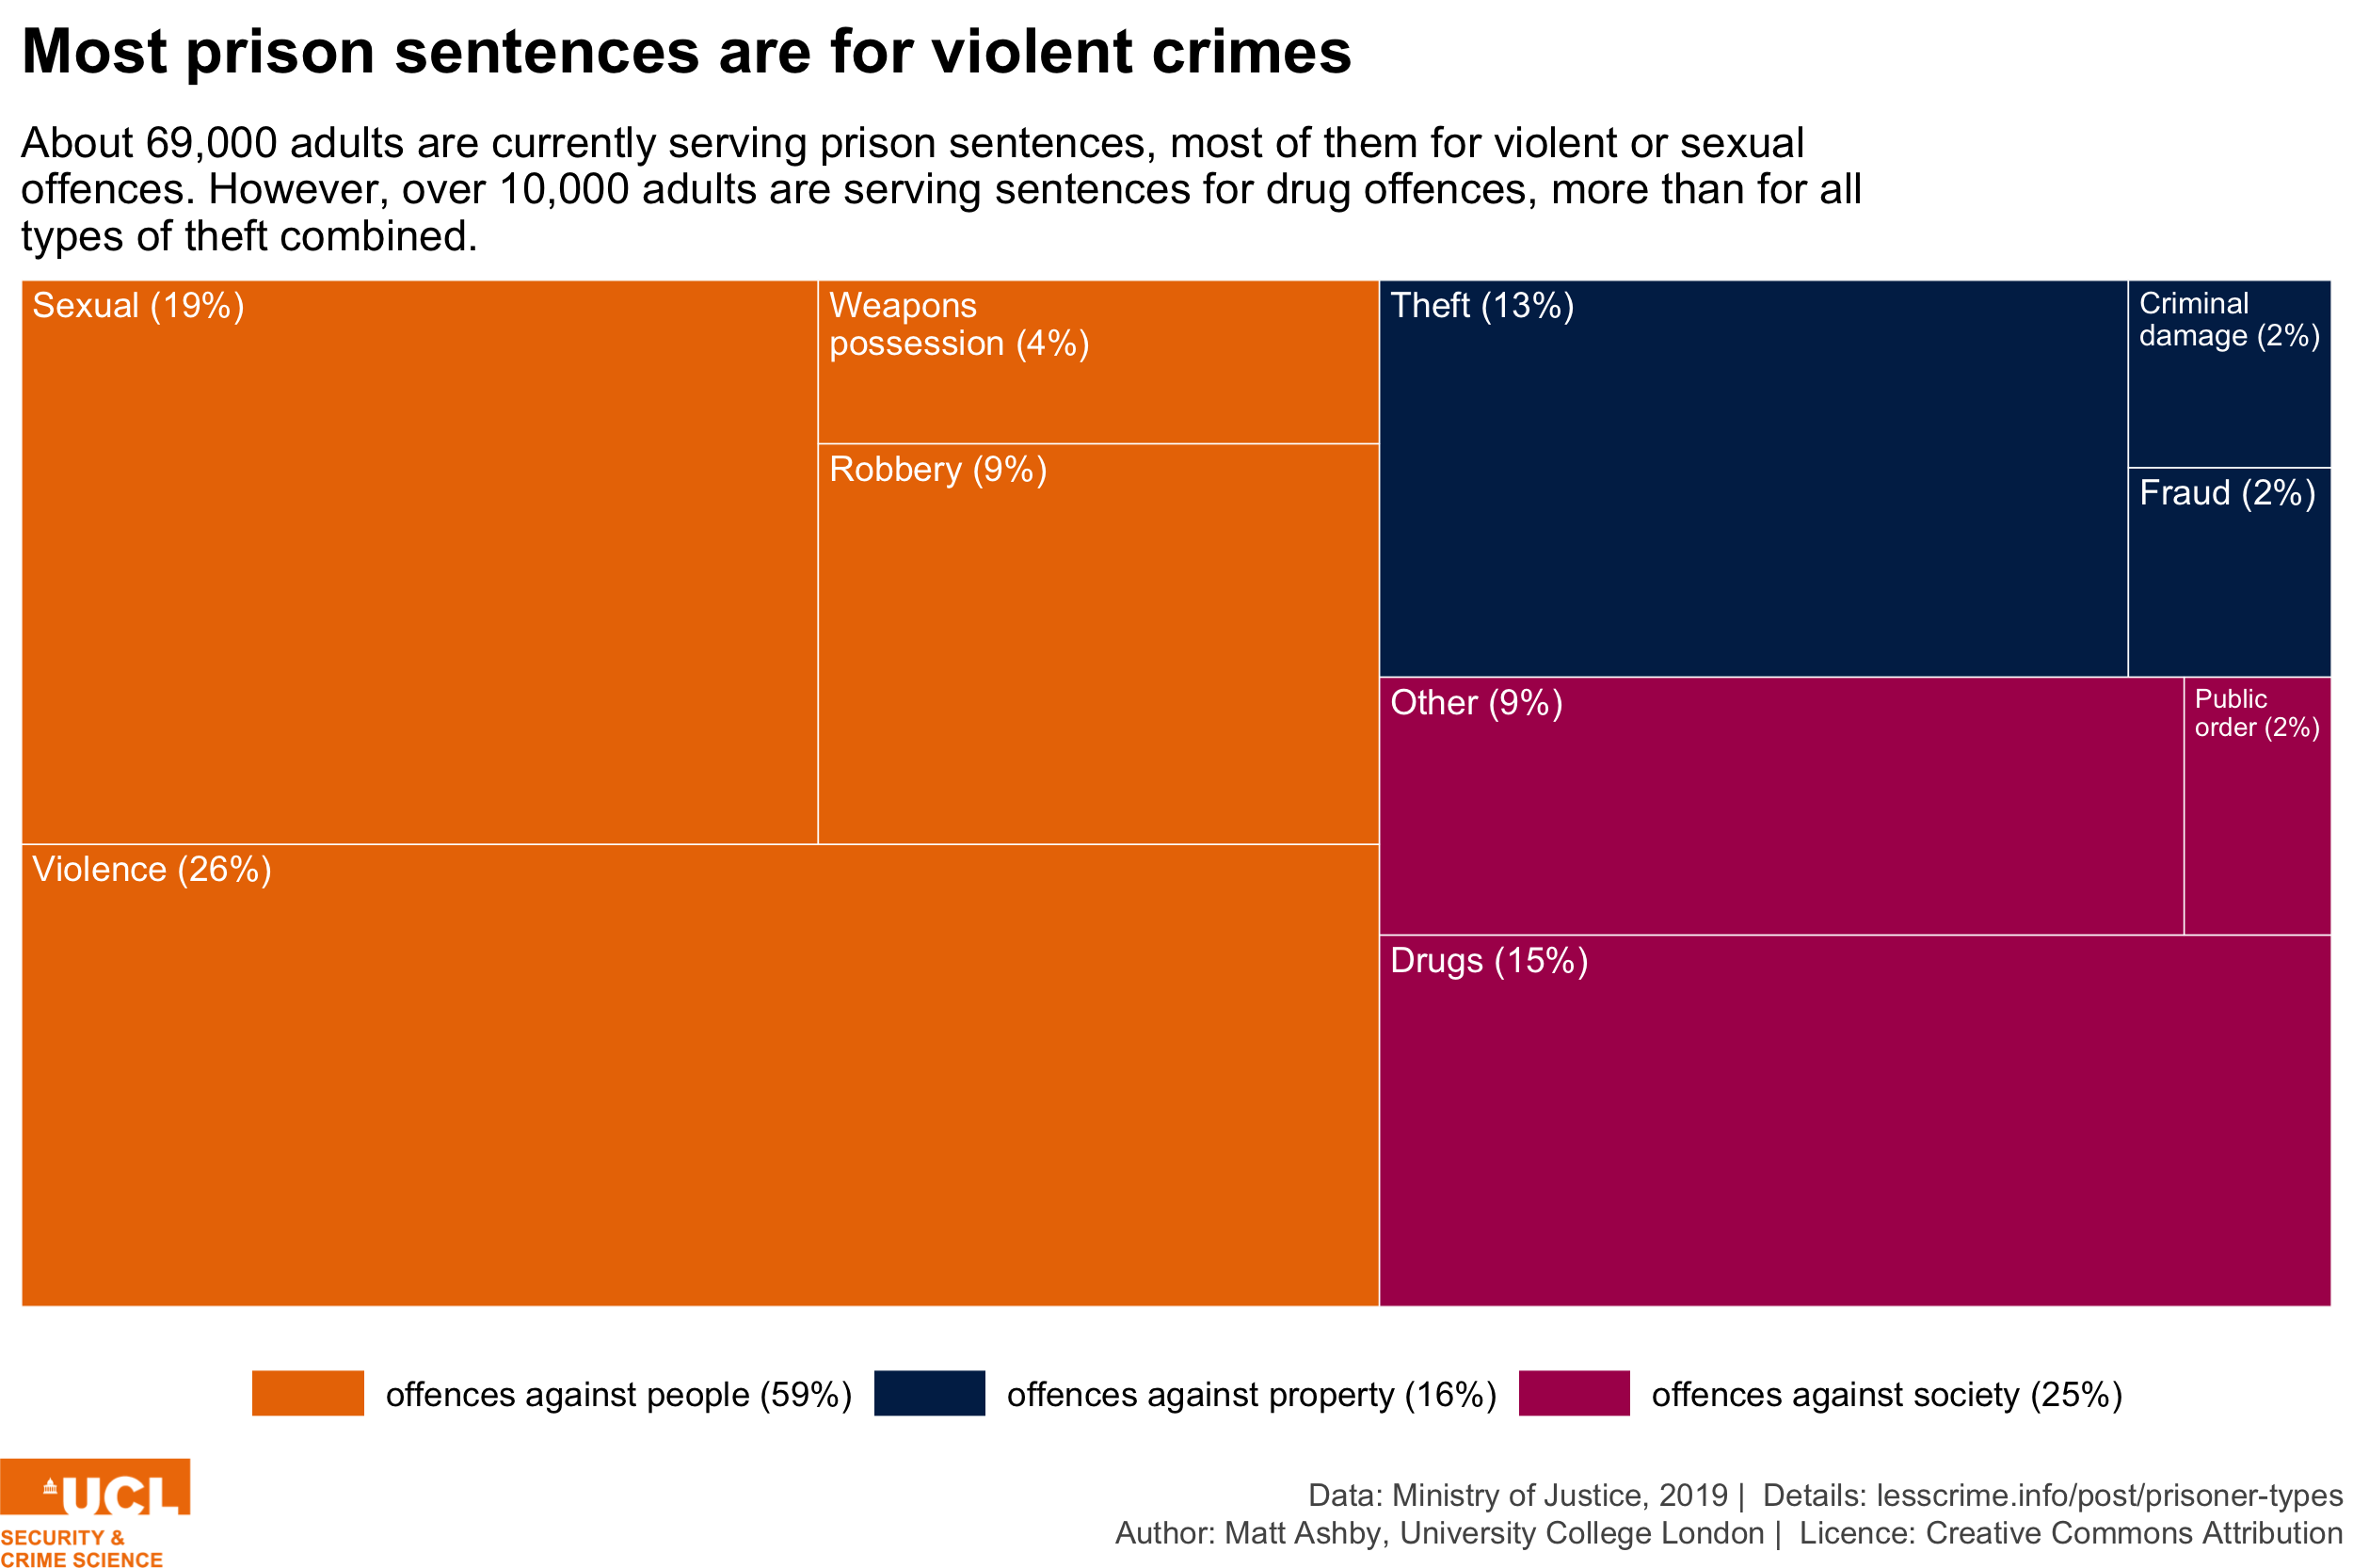 Most prison sentences are for violent crimes
About 69,000 adults are currently serving prison sentences, most of them for violent or sexual
offences. However, over 10,000 adults are serving sentences for drug offences, more than for all
types of theft combined.
Sexual (19%)
Weapons
possession (4%)
Robbery (9%)
Violence (26%)
Theft (13%)
Criminal
damage (2%)
Fraud (2%)
Other (9%)
Public
order (2%)
Drugs (15%)
offences against people (59%)
offences against property (16%)
offences against society (25%)
UCL
SECURITY &
CRIME SCIENCE
Data: Ministry of Justice, 2019 | Details: lesscrime.info/post/prisoner-types
Author: Matt Ashby, University College London | Licence: Creative Commons Attribution